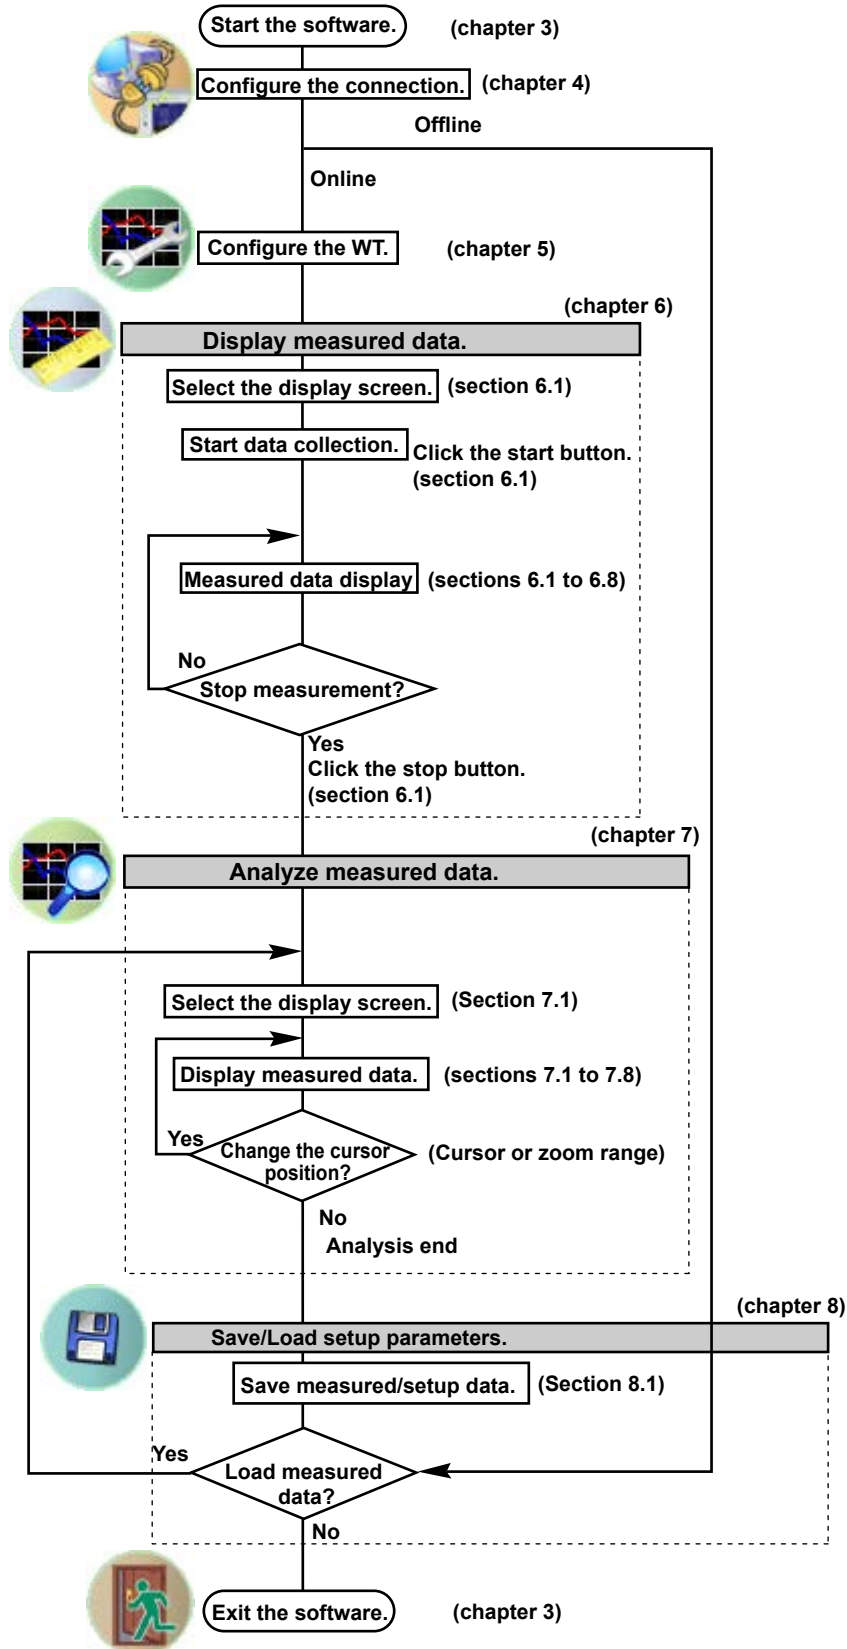 Start the software. (chapter 3)
Configure the connection. (chapter 4)
Offline
Online
Configure the WT. (chapter 5)
(chapter 6)
Display measured data.
Select the display screen. (section 6.1)
Start data collection. Click the start button.
(section 6.1)
Measured data display (sections 6.1 to 6.8)
No
Stop measurement?
Yes
Click the stop button.
(section 6.1)
(chapter 7)
Analyze measured data.
Select the display screen. (Section 7.1)
Display measured data. (sections 7.1 to 7.8)
Yes
Change the cursor (Cursor or zoom range)
position?
No
Analysis end
(chapter 8)
Save/Load setup parameters.
Save measured/setup data. (Section 8.1)
Yes
Load measured
data?
No
Exit the software. (chapter 3)